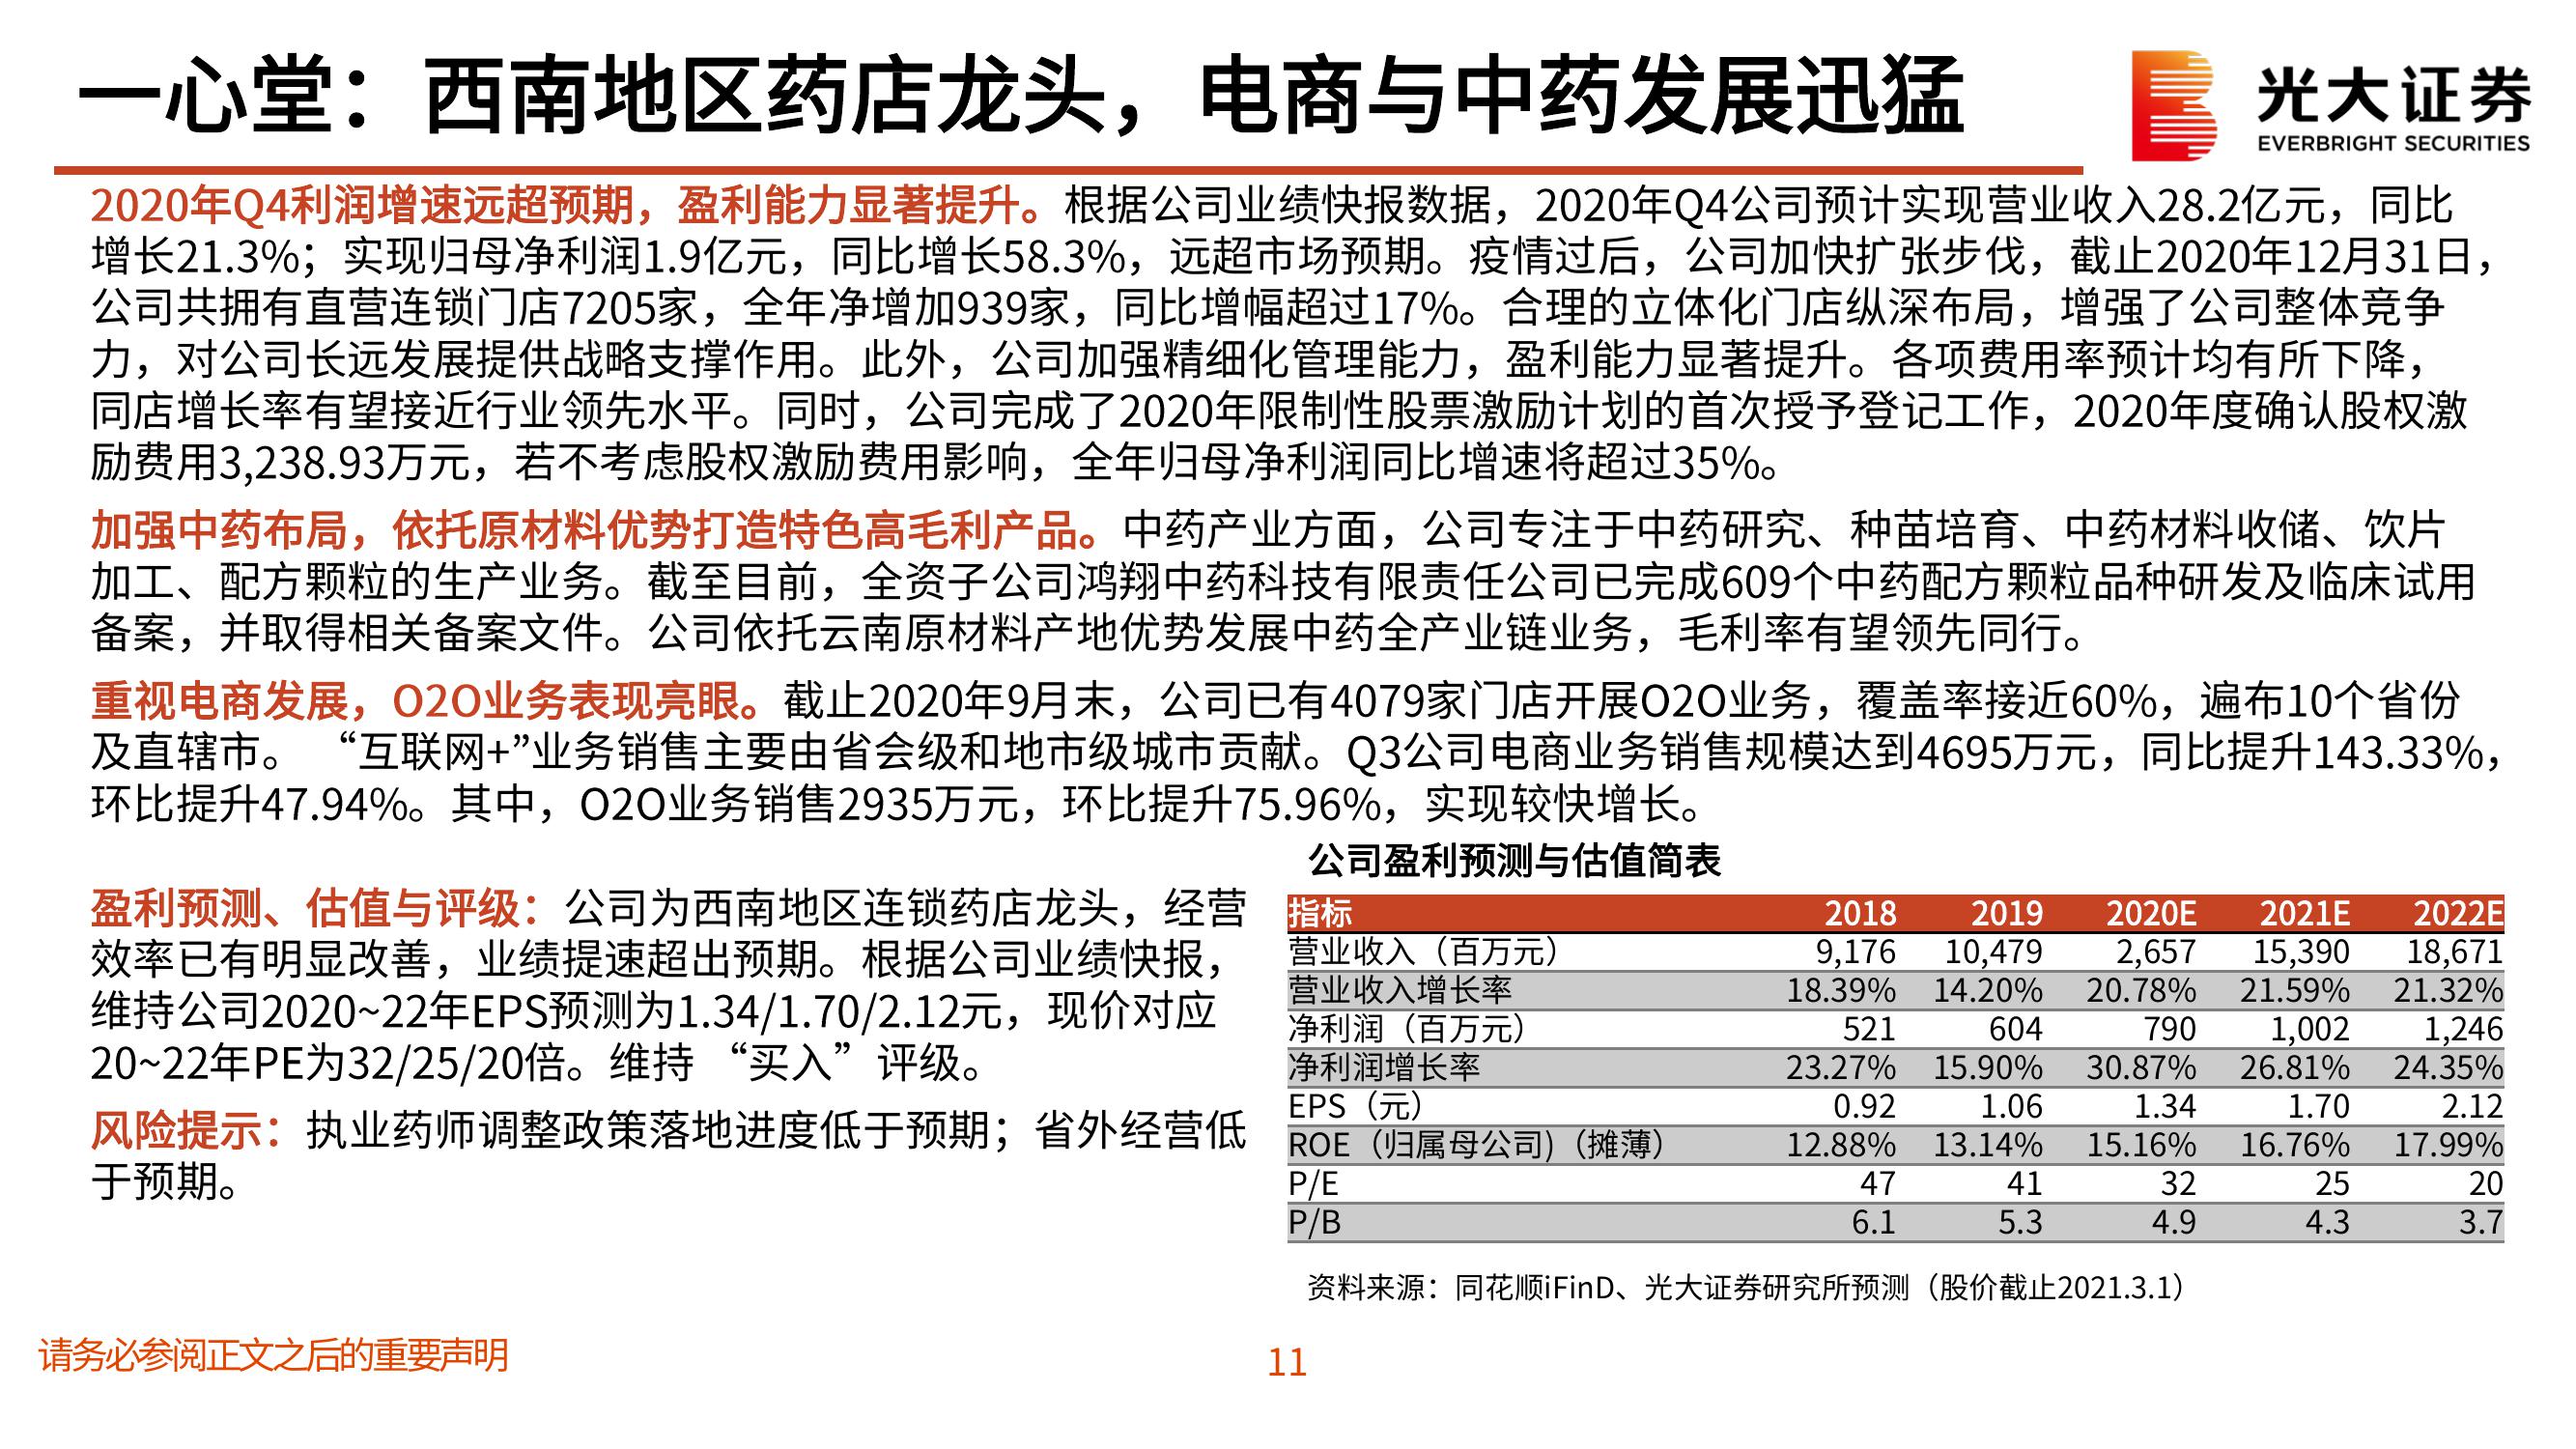 一心堂：西南地区药店龙头，电商与中药发展迅猛
光大证券
EVERBRIGHT SECURITIES
2020年Q4利润增速远超预期，盈利能力显著提升。根据公司业绩快报数据，2020年Q4公司预计实现营业收入28.2亿元，同比
增长21.3%；实现归母净利润1.9亿元，同比增长58.3%，远超市场预期。疫情过后，公司加快扩张步伐，截止2020年12月31日，
公司共拥有直营连锁门店7205家，全年净增加939家，同比增幅超过17%。合理的立体化门店纵深布局，增强了公司整体竞争
力，对公司长远发展提供战略支撑作用。此外，公司加强精细化管理能力，盈利能力显著提升。各项费用率预计均有所下降，
同店增长率有望接近行业领先水平。同时，公司完成了2020年限制性股票激励计划的首次授予登记工作，2020年度确认股权激
励费用3,238.93万元，若不考虑股权激励费用影响，全年归母净利润同比增速将超过35%。
加强中药布局，依托原材料优势打造特色高毛利产品。中药产业方面，公司专注于中药研究、种苗培育、中药材料收储、饮片
加工、配方颗粒的生产业务。截至目前，全资子公司鸿翔中药科技有限责任公司已完成609个中药配方颗粒品种研发及临床试用
备案，并取得相关备案文件。公司依托云南原材料产地优势发展中药全产业链业务，毛利率有望领先同行。
重视电商发展，O2O业务表现亮眼。截止2020年9月末，公司已有4079家门店开展O2O业务，覆盖率接近60%，遍布10个省份
及直辖市。 “互联网+”业务销售主要由省会级和地市级城市贡献。Q3公司电商业务销售规模达到4695万元，同比提升143.33%，
环比提升47.94%。其中，O2O业务销售2935万元，环比提升75.96%，实现较快增长。
盈利预测、估值与评级：公司为西南地区连锁药店龙头，经营
效率已有明显改善，业绩提速超出预期。根据公司业绩快报，
维持公司2020~22年EPS预测为1.34/1.70/2.12元，现价对应
20~22年PE为32/25/20倍。维持 “买入”评级。
风险提示：执业药师调整政策落地进度低于预期；省外经营低
于预期。
公司盈利预测与估值简表
指标 2018 2019 2020E 2021E 2022E
营业收入（百万元） 9,176 10,479 2,657 15,390 18,671
营业收入增长率 18.39% 14.20% 20.78% 21.59% 21.32%
净利润（百万元） 521 604 790 1,002 1,246
净利润增长率 23.27% 15.90% 30.87% 26.81% 24.35%
EPS（元） 0.92 1.06 1.34 1.70 2.12
ROE（归属母公司)（摊薄） 12.88% 13.14% 15.16% 16.76% 17.99%
P/E 47 41 32 25 20
P/B 6.1 5.3 4.9 4.3 3.7
资料来源：同花顺iFinD、光大证券研究所预测（股价截止2021.3.1）
请务必参阅正文之后的重要声明
11